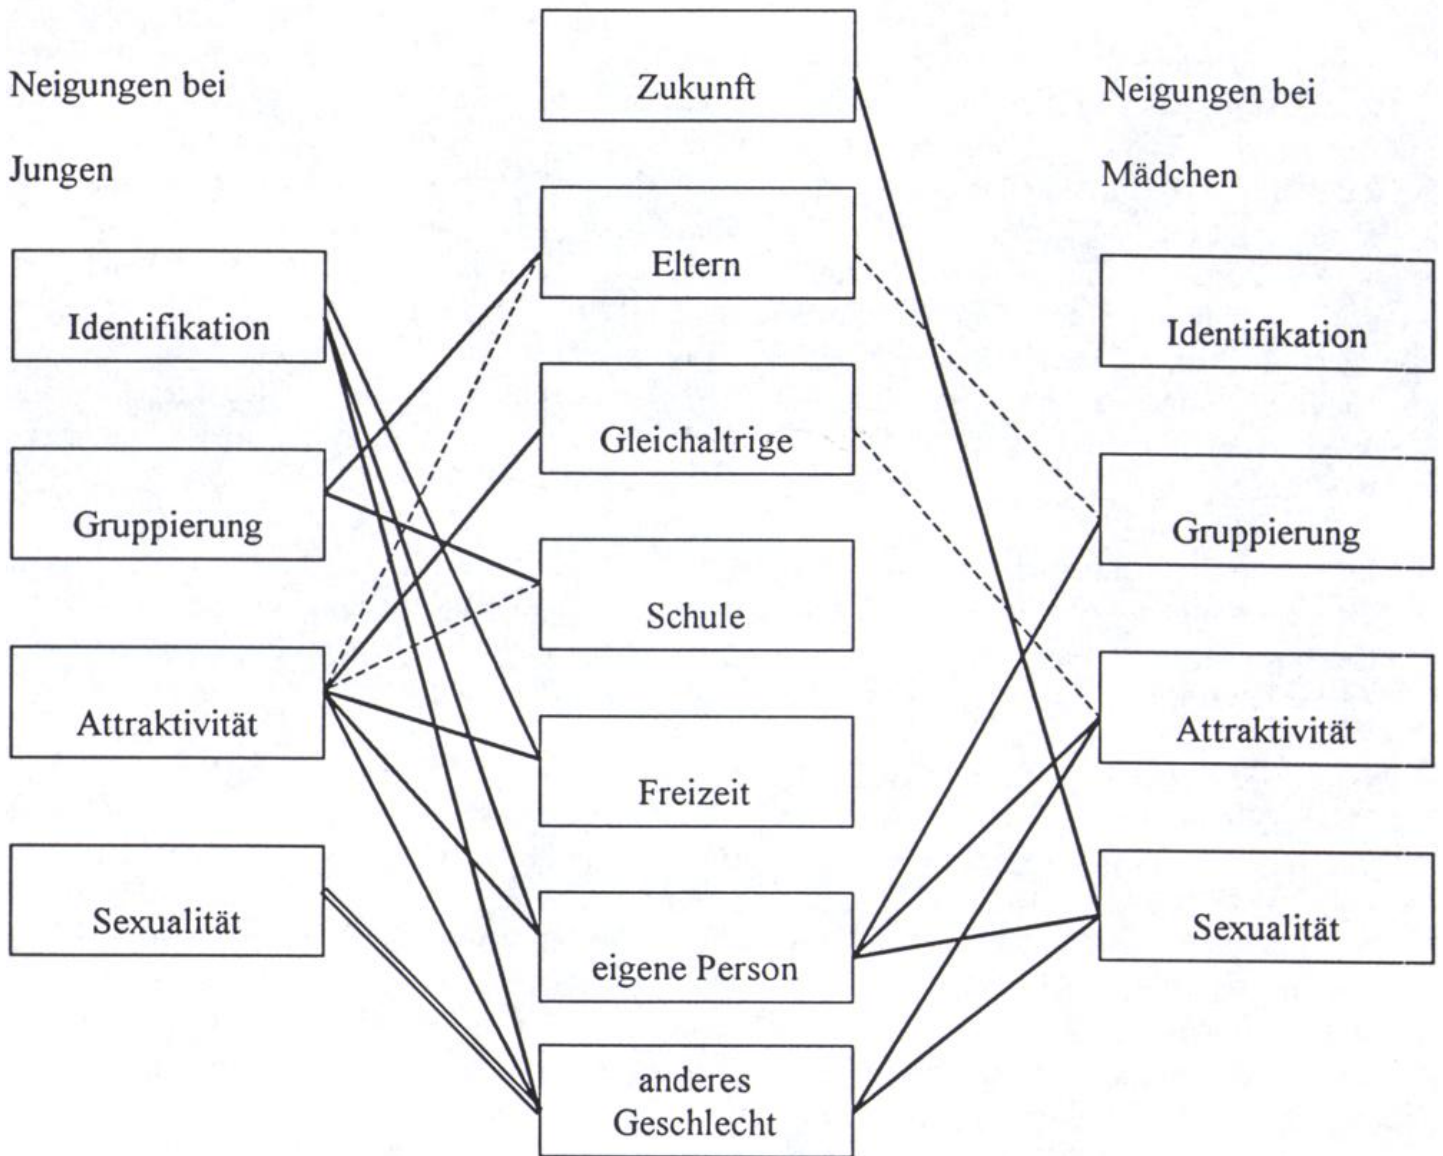 Neigungen bei
Jungen
Identifikation
Gruppierung
Attraktivität
Sexualität
Zukunft
Eltern
Gleichaltrige
Schule
Freizeit
eigene Person
anderes
Geschlecht
Neigungen bei
Mädchen
Identifikation
Gruppierung
Attraktivität
Sexualität